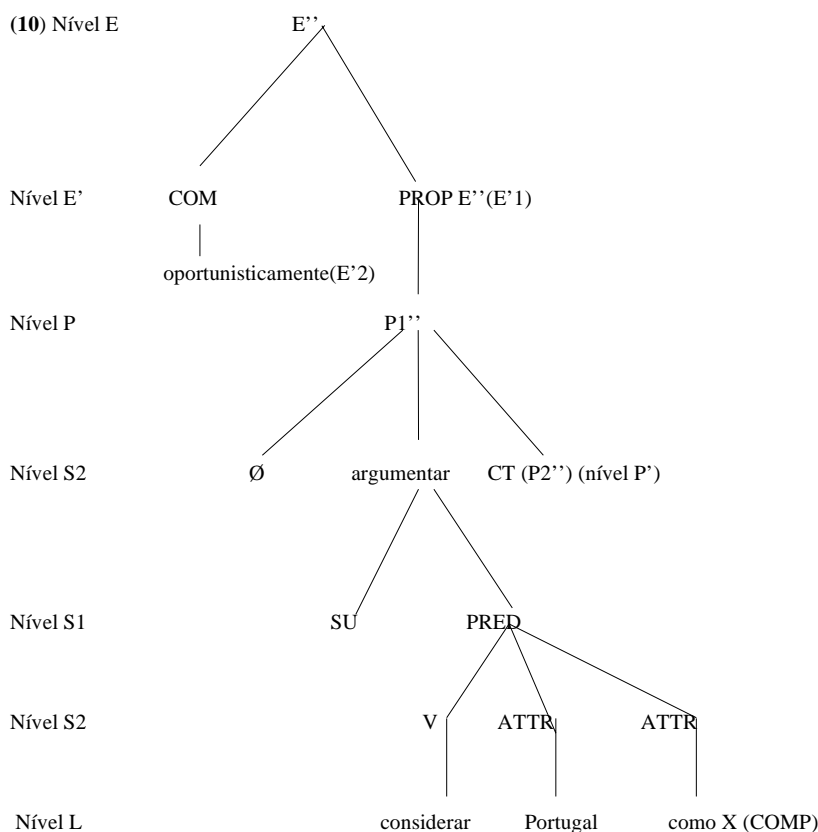 (10) Nível E E’’
Nível E’ COM PROP E’’(E’1)
oportunisticamente(E’2)
Nível P P1’’
Nível S2 Ø argumentar CT (P2’’) (nível P’)
Nível S1 SU PRED
Nível S2 V ATTR ATTR
Nível L considerar Portugal como X (COMP)